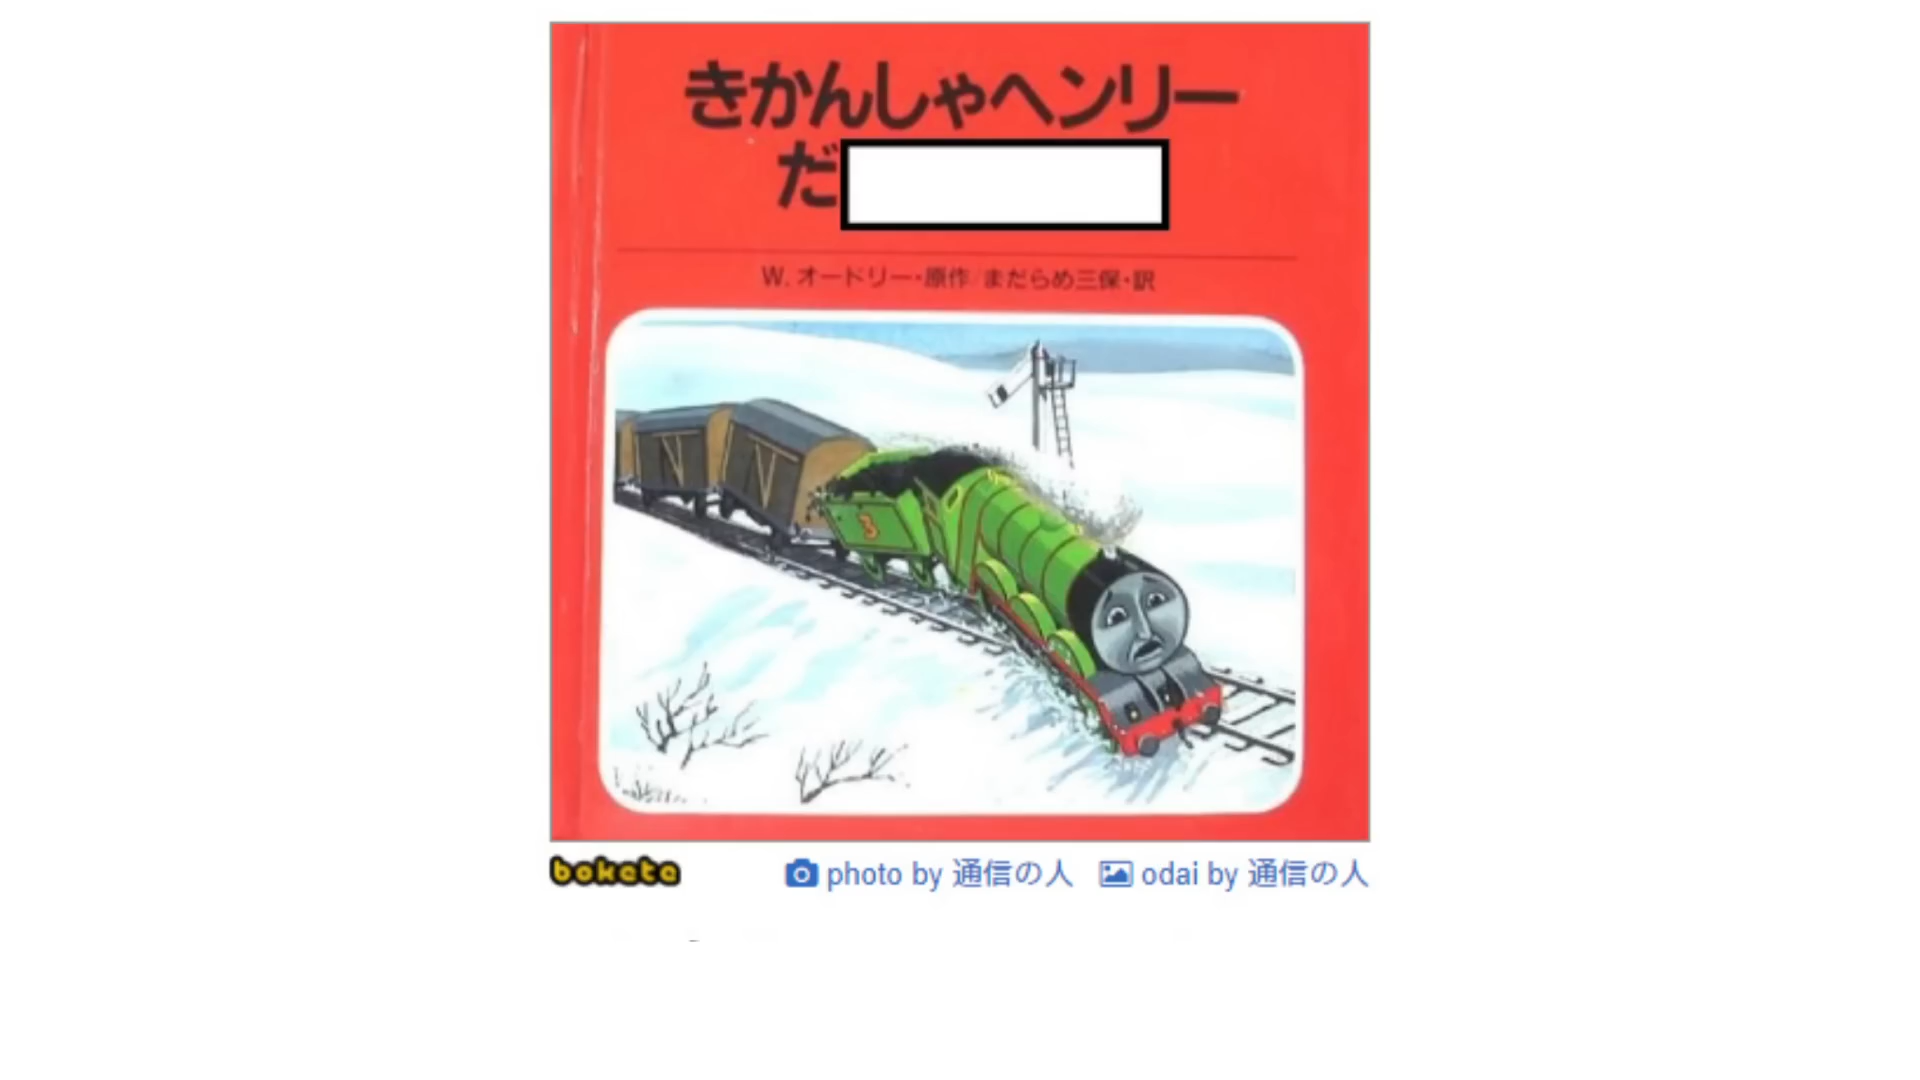 きかんしゃヘンリー
だ
W. オードリー・原作/まだらめ三保・訳
3
bokete photo by 通信の人 odai by 通信の人